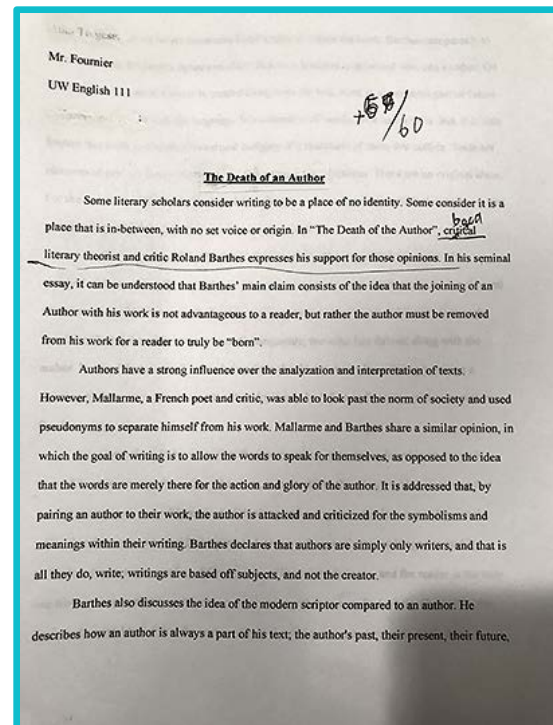 Mr. Fournier
UW English 111
/60
The Death of an Author
Some literary scholars consider writing to be a place of no identity. Some consider it is a
place that is in-between, with no set voice or origin. In “The Death of the Author”, critical
literary theorist and critic Roland Barthes expresses his support for those opinions. In his seminal
essay, it can be understood that Barthes’ main claim consists of the idea that the joining of an
Author with his work is not advantageous to a reader, but rather the author must be removed
from his work for a reader to truly be “born”.
Authors have a strong influence over the analyzation and interpretation of texts.
However, Mallarme, a French poet and critic, was able to look past the norm of society and used
pseudonyms to separate himself from his work. Mallarme and Barthes share a similar opinion, in
which the goal of writing is to allow the words to speak for themselves, as opposed to the idea
that the words are merely there for the action and glory of the author. It is addressed that, by
pairing an author to their work, the author is attacked and criticized for the symbolisms and
meanings within their writing. Barthes declares that authors are simply only writers, and that is
all they do, write; writings are based off subjects, and not the creator.
Barthes also discusses the idea of the modern scriptor compared to an author. He
describes how an author is always a part of his text; the author's past, their present, their future,